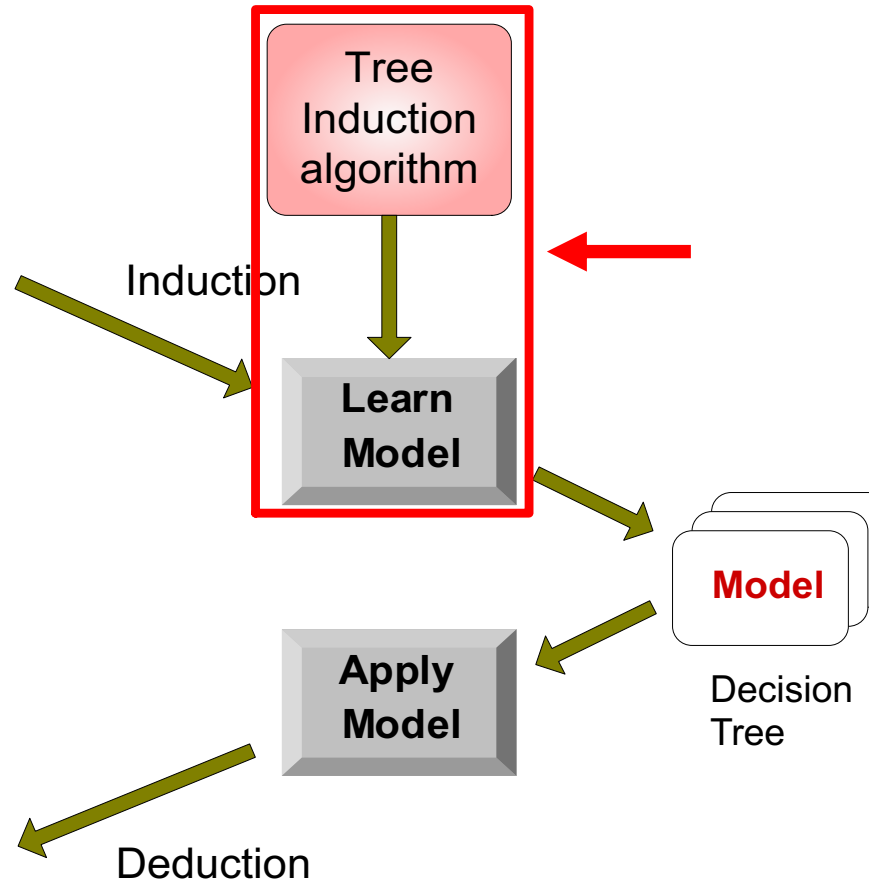 Tree
Induction
algorithm
Induction
Learn
Model
Model
Decision
Tree
Apply
Model
Deduction